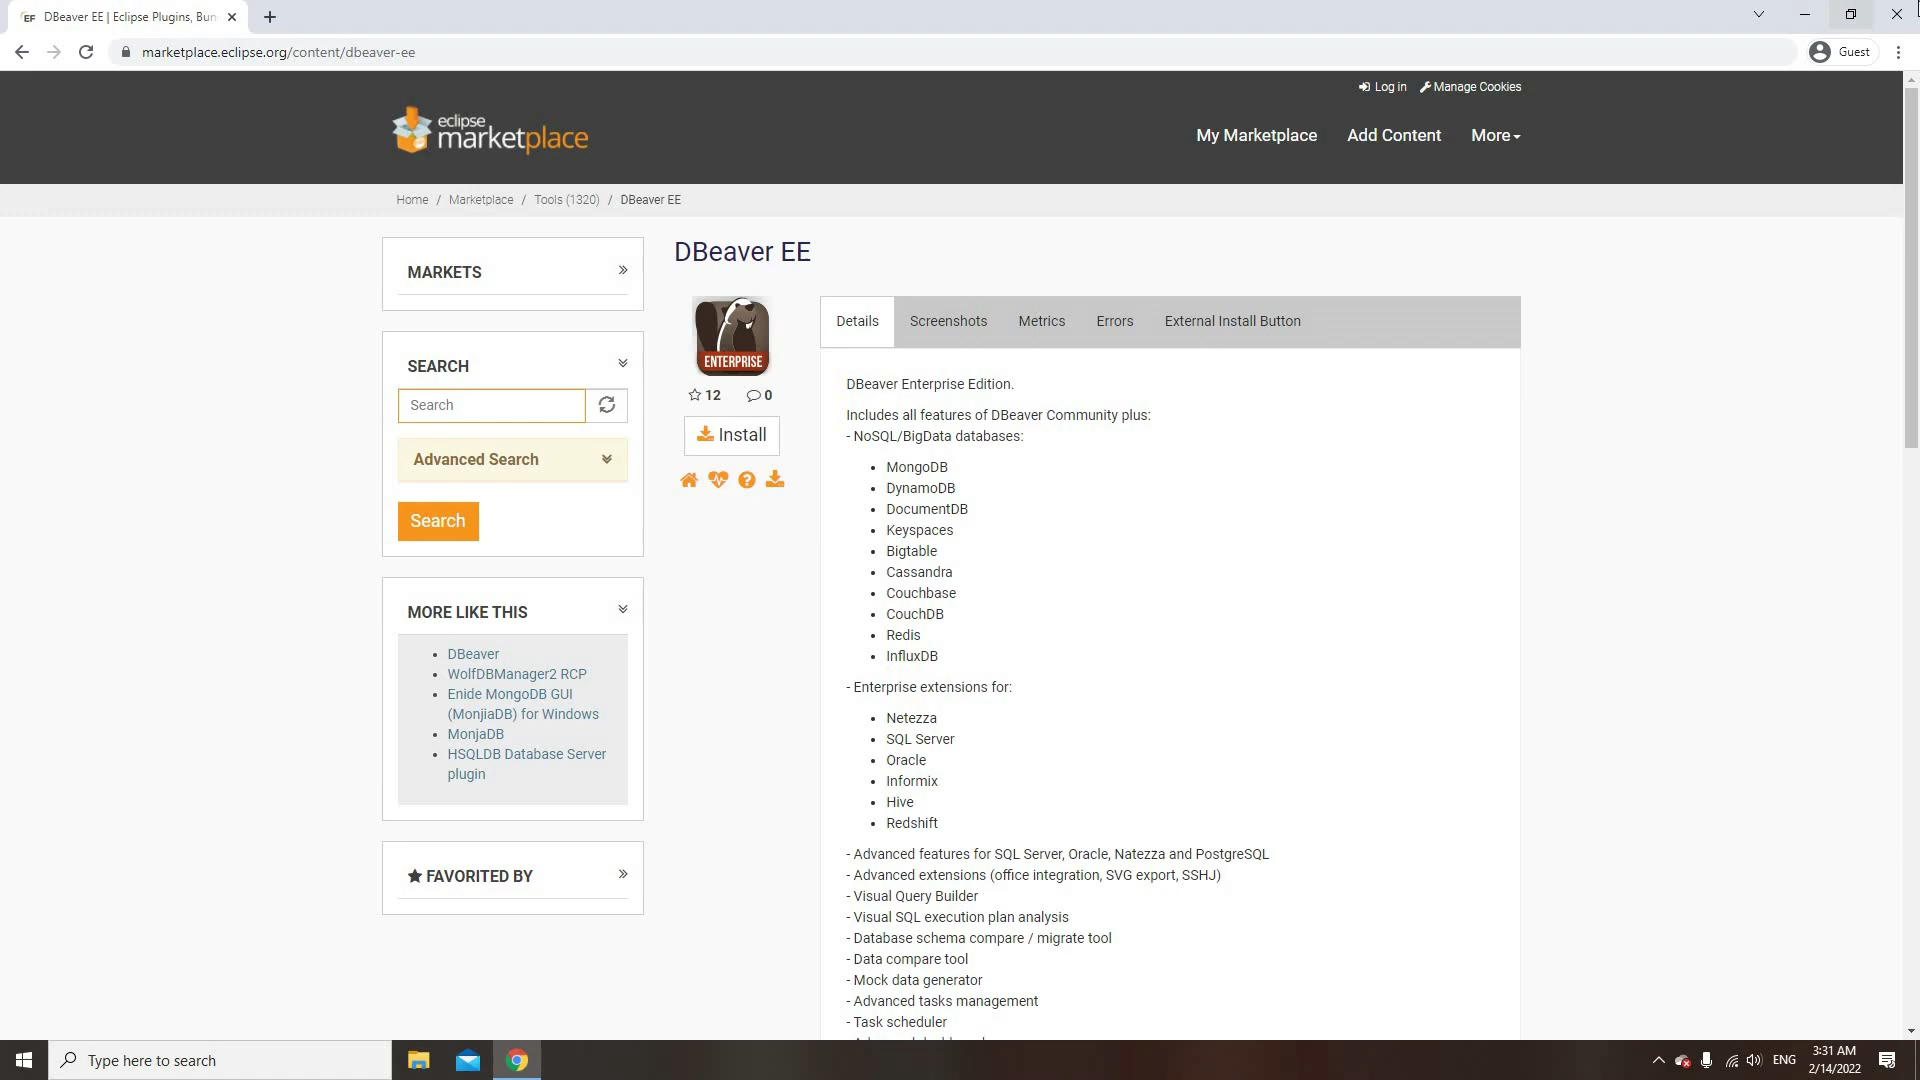 EF DBeaver EE | Eclipse Plugins, Bun
marketplace.eclipse.org/content/dbeaver-ee
Guest
Log in
Manage Cookies
eclipse
marketplace
My Marketplace
Add Content
More
Home / Marketplace / Tools (1320) / DBeaver EE
MARKETS
SEARCH
Search
Advanced Search
Search
MORE LIKE THIS
• DBeaver
• WolfDBManager2 RCP
• Enide MongoDB GUI
(MonjiaDB) for Windows
• MonjaDB
• HSQLDB Database Server
plugin
FAVORITED BY
DBeaver EE
ENTERPRISE
12
0
Install
Details
Screenshots
Metrics
Errors
External Install Button
DBeaver Enterprise Edition.
Includes all features of DBeaver Community plus:
- NoSQL/BigData databases:
• MongoDB
• DynamoDB
• DocumentDB
• Keyspaces
• Bigtable
• Cassandra
• Couchbase
• CouchDB
• Redis
• InfluxDB
- Enterprise extensions for:
• Netezza
• SQL Server
• Oracle
• Informix
• Hive
• Redshift
- Advanced features for SQL Server, Oracle, Natezza and PostgreSQL
- Advanced extensions (office integration, SVG export, SSHJ)
- Visual Query Builder
- Visual SQL execution plan analysis
- Database schema compare / migrate tool
- Data compare tool
- Mock data generator
- Advanced tasks management
- Task scheduler
Type here to search
ENG
3:31 AM
2/14/2022